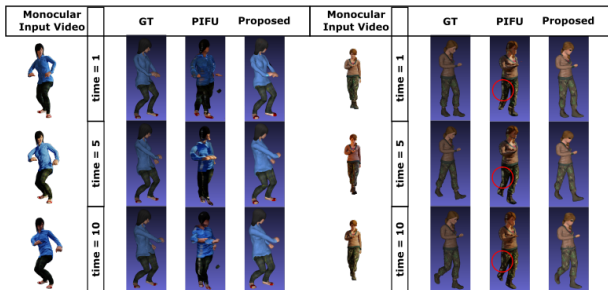 Monocular
Input Video
GT
PIFU
Proposed
Monocular
Input Video
GT
PIFU
Proposed
time = 1
time = 1
time = 5
time = 5
time = 10
time = 10